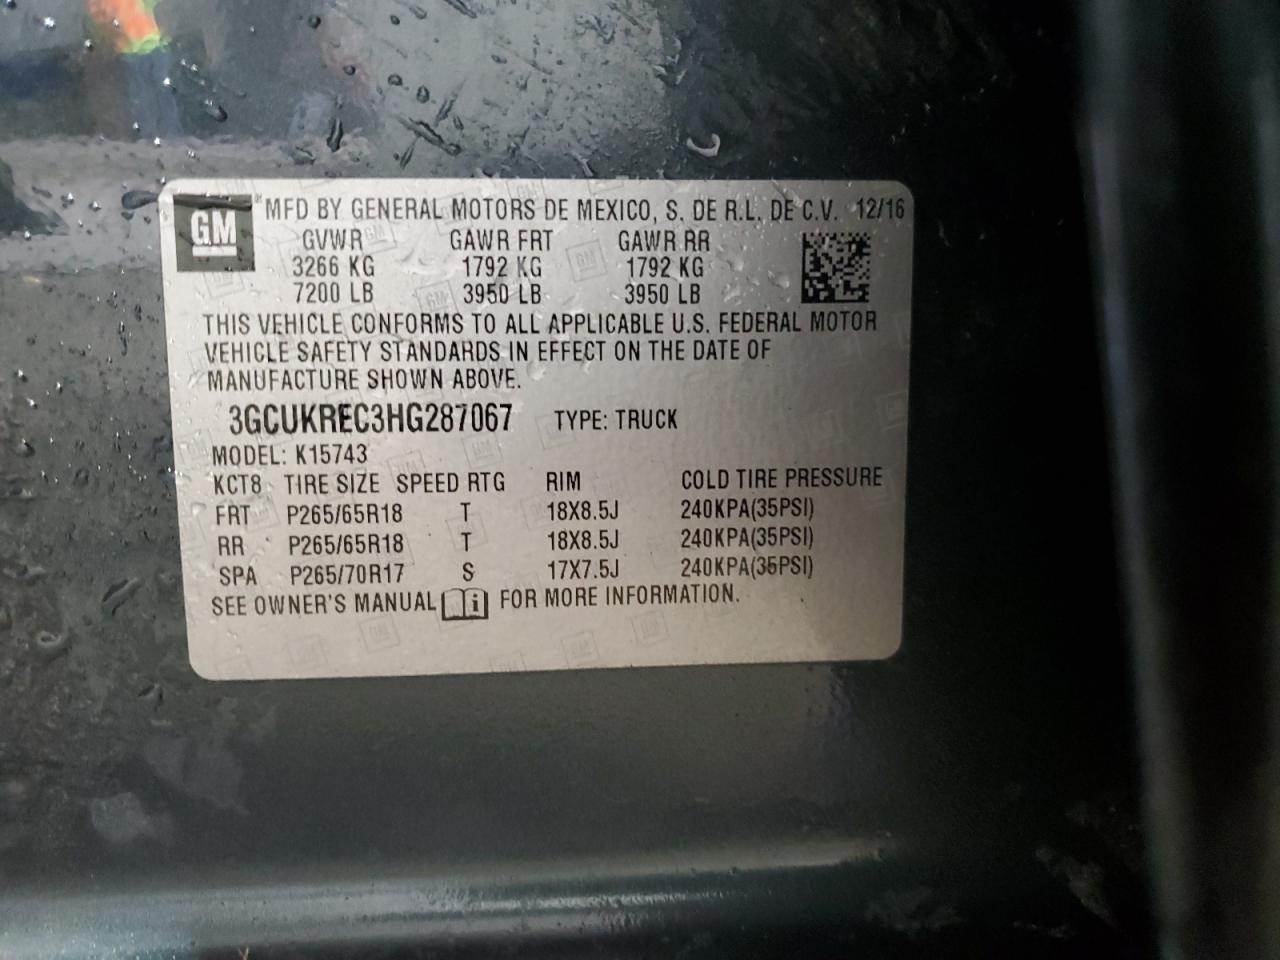 GM ® MFD BY GENERAL MOTORS DE MEXICO, S. DE R.L. DE C.V. 12/16
GVWR GAWR FRT GAWR RR
3266 KG 1792 KG 1792 KG
7200 LB 3950 LB 3950 LB
THIS VEHICLE CONFORMS TO ALL APPLICABLE U.S. FEDERAL MOTOR
VEHICLE SAFETY STANDARDS IN EFFECT ON THE DATE OF
MANUFACTURE SHOWN ABOVE.
3GCUKREC3HG287067 TYPE: TRUCK
MODEL: K15743
KCT8 TIRE SIZE SPEED RTG RIM COLD TIRE PRESSURE
FRT P265/65R18 T 18X8.5J 240KPA(35PSI)
RR P265/65R18 T 18X8.5J 240KPA(35PSI)
SPA P265/70R17 S 17X7.5J 240KPA(35PSI)
SEE OWNER'S MANUAL i FOR MORE INFORMATION.